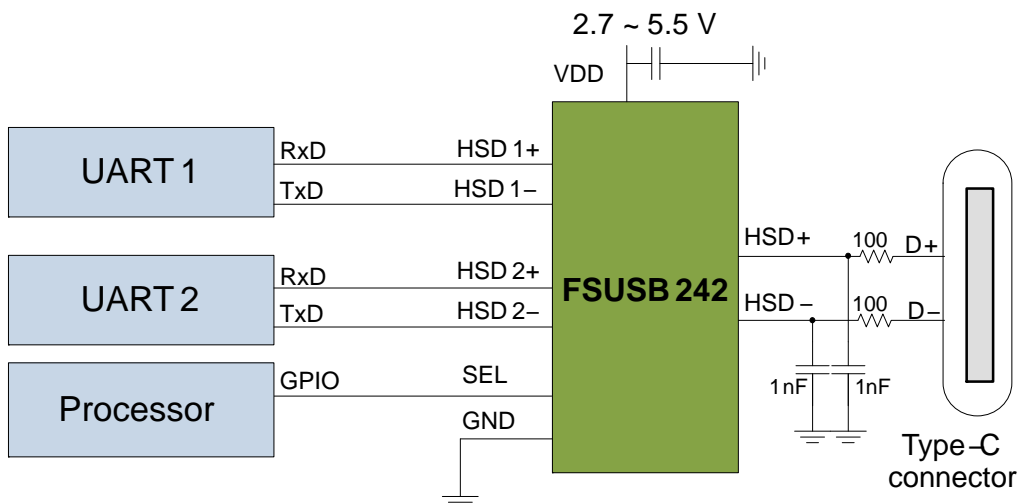 2.7 ~ 5.5 V
VDD
UART 1
RxD
HSD 1+
TxD
HSD 1−
UART 2
RxD
HSD 2+
TxD
HSD 2−
Processor
GPIO
SEL
GND
FSUSB 242
HSD+
100
D+
HSD −
100
D−
1nF
1nF
Type−C
connector